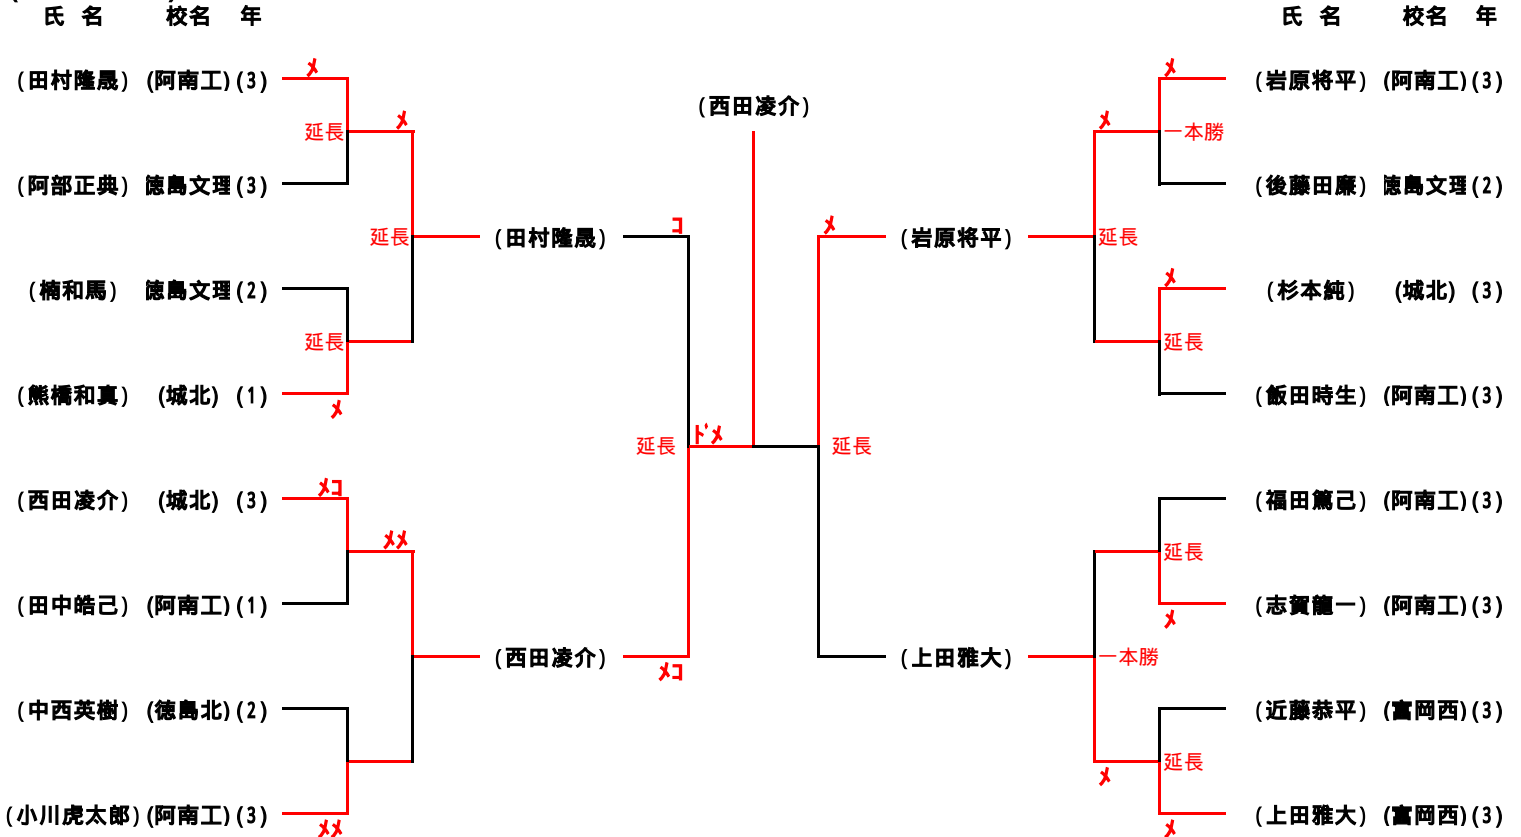 氏 名 校名 年 氏 名 校名 年
(田村隆晟) (阿南工) (3) メ メ (岩原将平) (阿南工) (3)
(西田凌介)
延長 メ メ 一本勝
(阿部正典) 徳島文理 (3) (後藤田廉) 徳島文理 (2)
延長 (田村隆晟) コ メ (岩原将平) 延長
(楠和馬) 徳島文理 (2) メ (杉本純) (城北) (3)
延長 延長
(熊橋和真) (城北) (1) メ (飯田時生) (阿南工) (3)
延長 ドメ 延長
(西田凌介) (城北) (3) メコ (福田篤己) (阿南工) (3)
メメ 延長
(田中皓己) (阿南工) (1) (志賀龍一) (阿南工) (3)
メ
(西田凌介) メコ (上田雅大) 一本勝
(中西英樹) (徳島北) (2) (近藤恭平) (富岡西) (3)
メ 延長
(小川虎太郎) (阿南工) (3) メメ メ (上田雅大) (富岡西) (3)